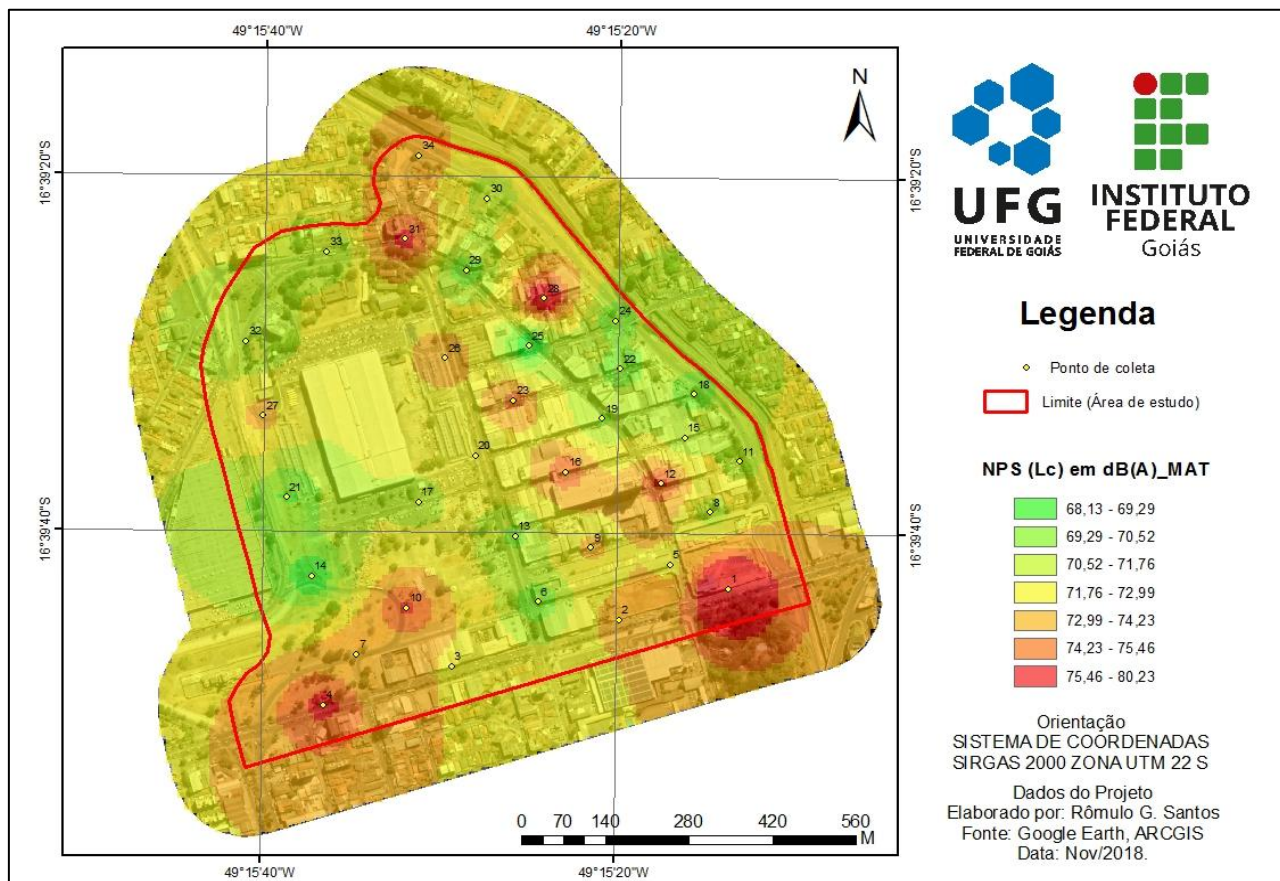 49°15'40"W
49°15'20"W
N
16°39'20"S
16°39'20"S
34
30
31
33
29
28
24
32
25
26
22
27
23
18
19
15
20
11
16
12
21
17
8
13
9
5
14
1
6
10
2
7
3
4
16°39'40"S
16°39'40"S
0 70 140 280 420 560
M
49°15'40"W
49°15'20"W
UFG
UNIVERSIDADE
FEDERAL DE GOIÁS
INSTITUTO
FEDERAL
Goiás
Legenda
Ponto de coleta
Limite (Área de estudo)
NPS (Lc) em dB(A)_MAT
68,13 - 69,29
69,29 - 70,52
70,52 - 71,76
71,76 - 72,99
72,99 - 74,23
74,23 - 75,46
75,46 - 80,23
Orientação
SISTEMA DE COORDENADAS
SIRGAS 2000 ZONA UTM 22 S
Dados do Projeto
Elaborado por: Rômulo G. Santos
Fonte: Google Earth, ARCGIS
Data: Nov/2018.